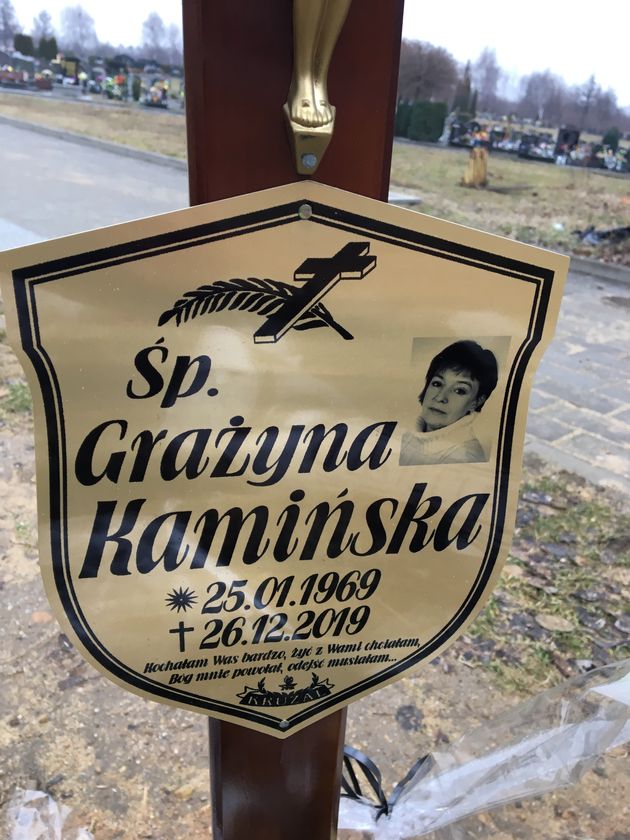 Śp.
Grażyna
Kamińska
25.01.1969
26.12.2019
Kochałam Was bardzo, żyć z Wami chciałam,
Bóg mnie powołał, odejść musiałam...
KRUŻAL